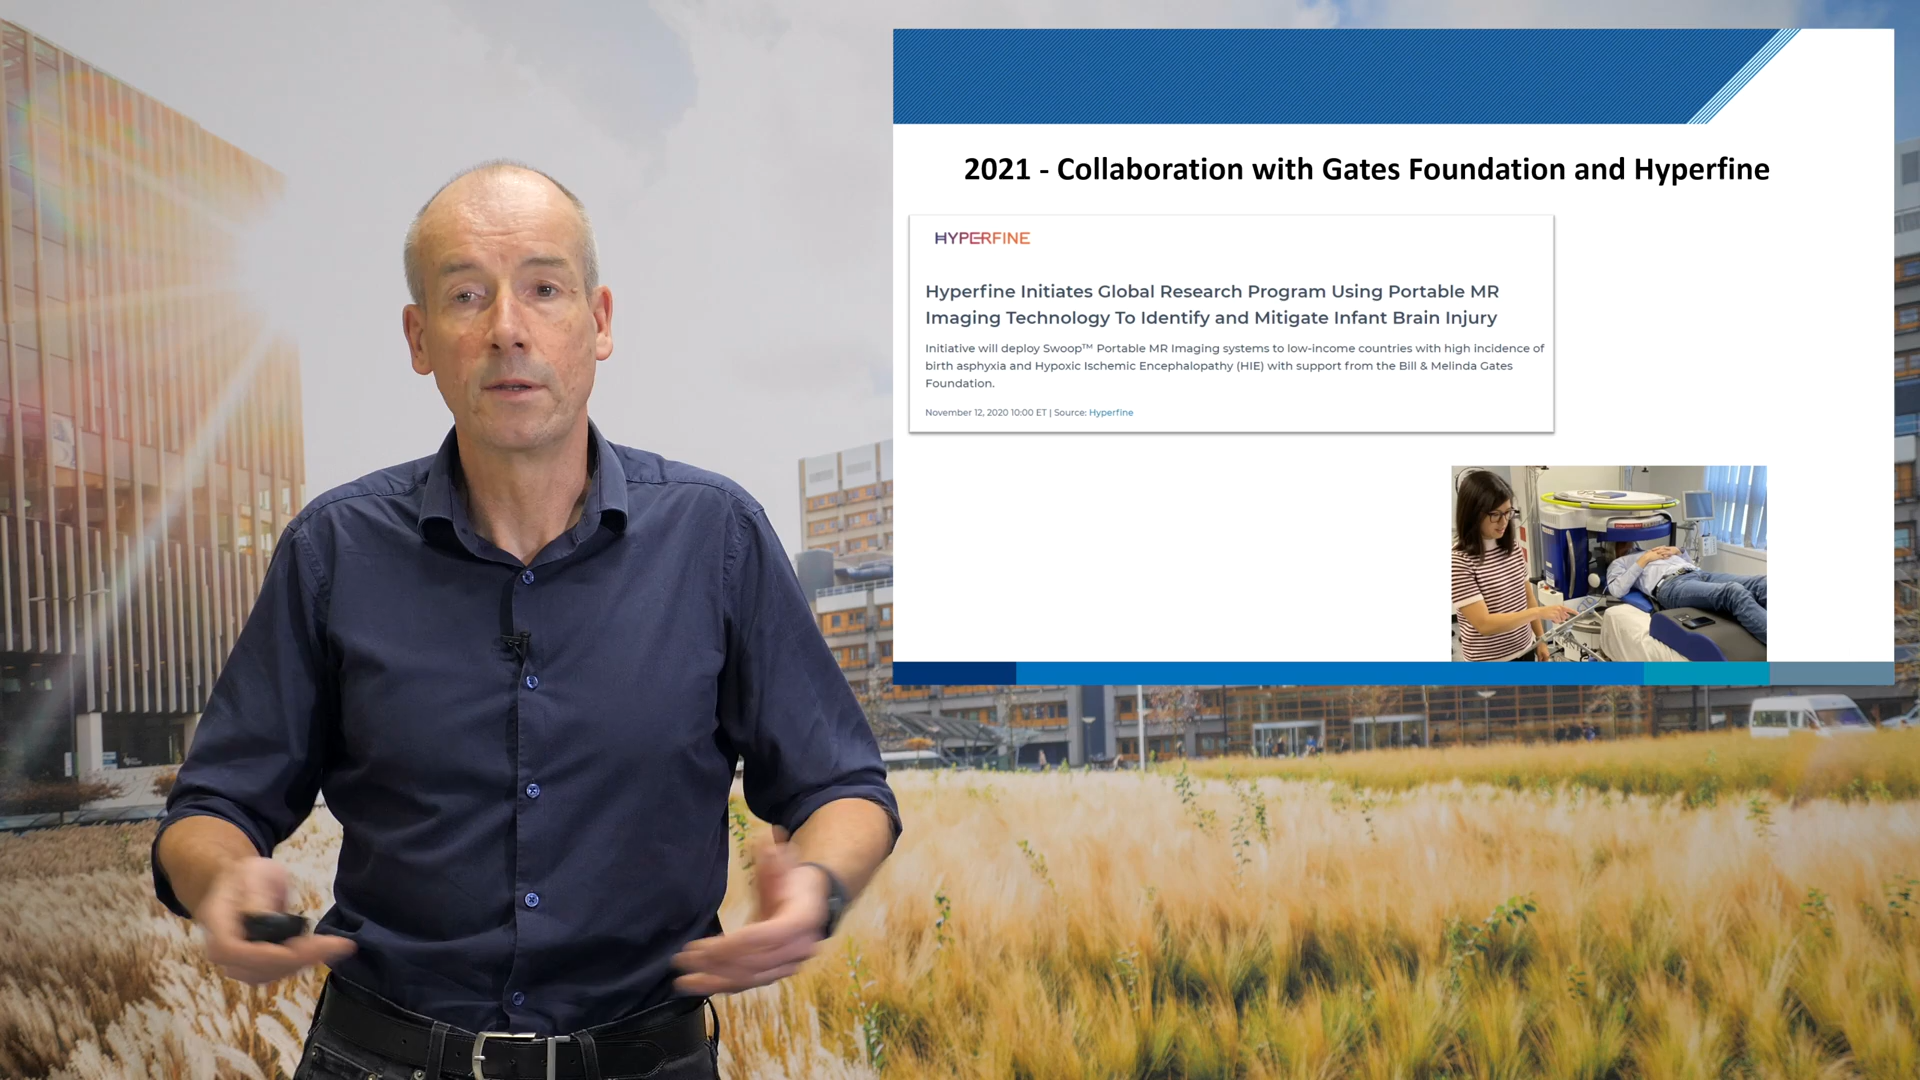 2021 - Collaboration with Gates Foundation and Hyperfine
HYPERFINE
Hyperfine Initiates Global Research Program Using Portable MR
Imaging Technology To Identify and Mitigate Infant Brain Injury
Initiative will deploy Swoop™ Portable MR Imaging systems to low-income countries with high incidence of
birth asphyxia and Hypoxic Ischemic Encephalopathy (HIE) with support from the Bill & Melinda Gates
Foundation.
November 12, 2020 10:00 ET | Source: Hyperfine